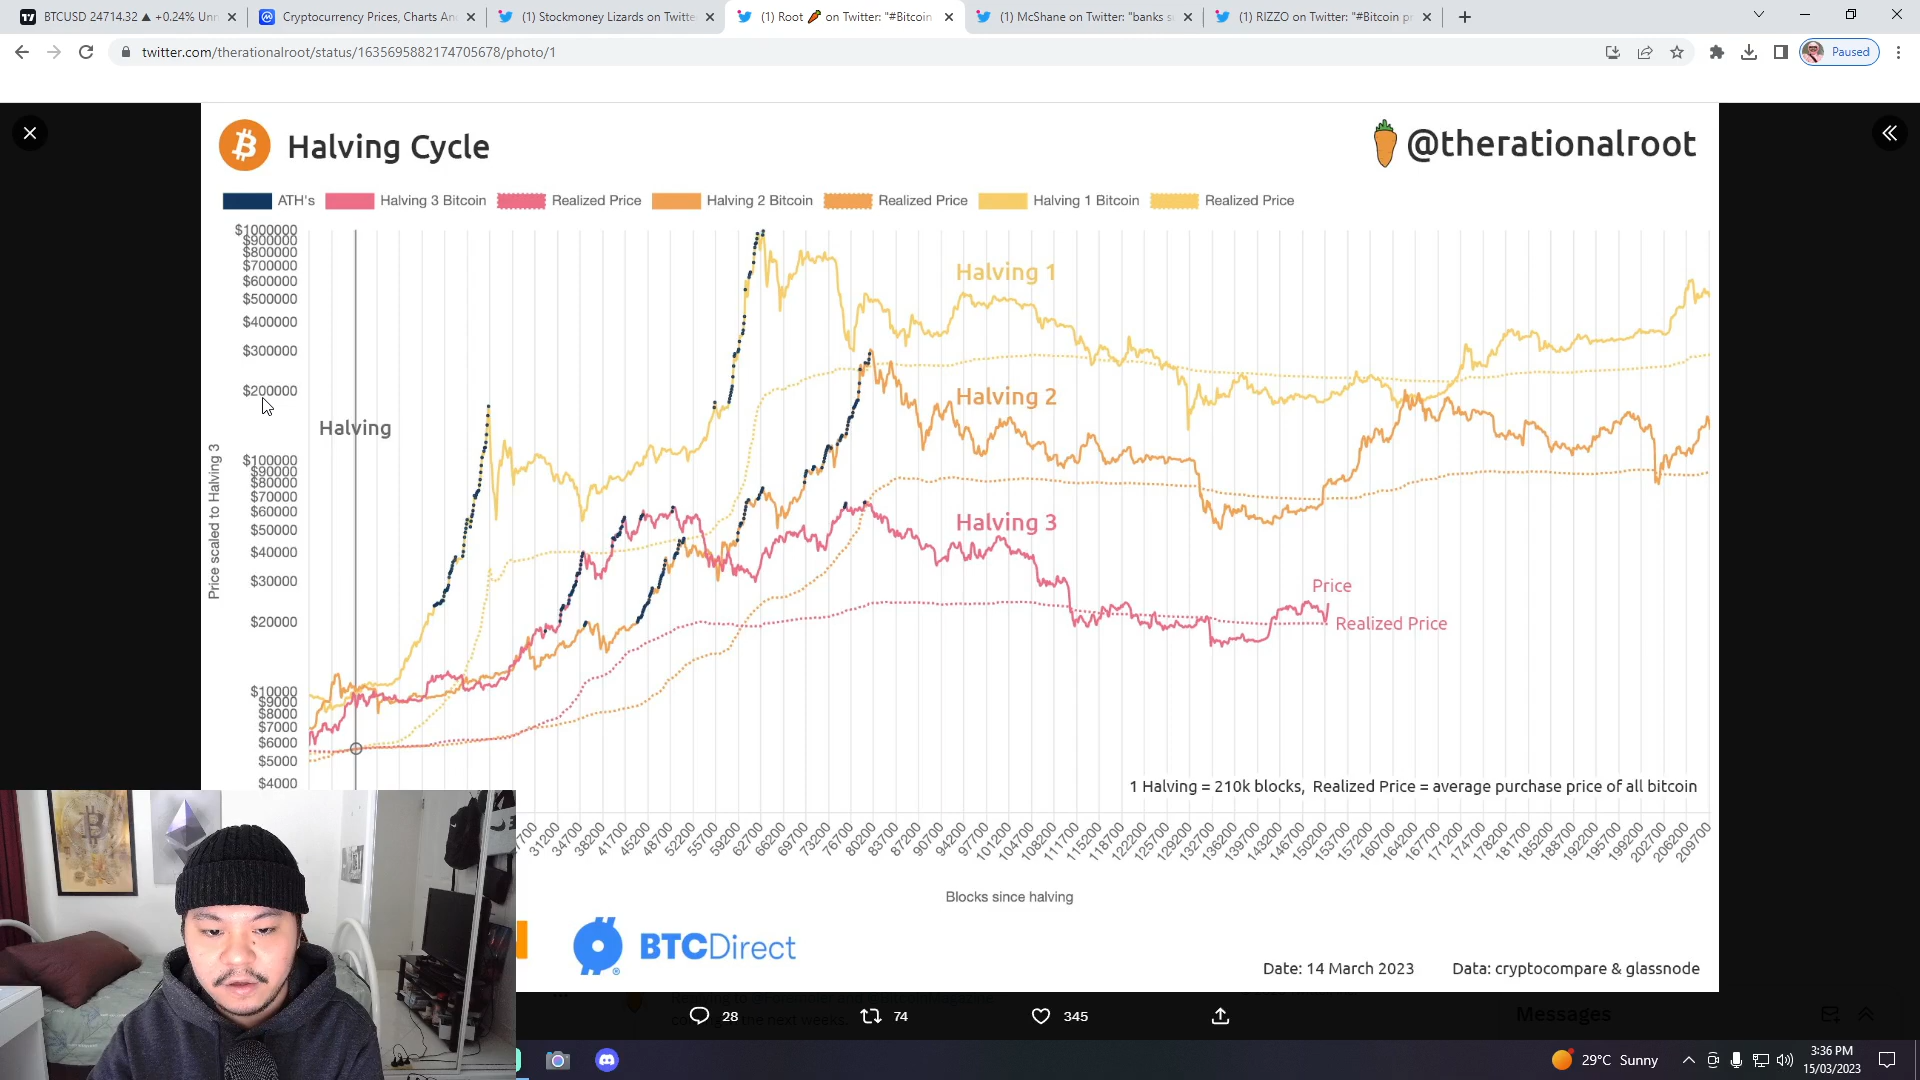 BTCUSD 24714.32 ▲ +0.24% Unn
Cryptocurrency Prices, Charts An
(1) Stockmoney Lizards on Twitte
(1) Root 🥕 on Twitter: "#Bitcoin
(1) McShane on Twitter: "banks s
(1) RIZZO on Twitter: "#Bitcoin p
twitter.com/therationalroot/status/1635695882174705678/photo/1
Paused
Halving Cycle
@therationalroot
ATH's
Halving 3 Bitcoin
Realized Price
Halving 2 Bitcoin
Realized Price
Halving 1 Bitcoin
Realized Price
Price scaled to Halving 3
$1000000
$900000
$800000
$700000
$600000
$500000
$400000
$300000
$200000
$100000
$90000
$80000
$70000
$60000
$50000
$40000
$30000
$20000
$10000
$9000
$8000
$7000
$6000
$5000
$4000
Halving
Halving 1
Halving 2
Halving 3
Price
Realized Price
1 Halving = 210k blocks, Realized Price = average purchase price of all bitcoin
31200
34700
38200
41700
45200
48700
52200
55700
59200
62700
66200
69700
73200
76700
80200
83700
87200
90700
94200
97700
101200
104700
108200
111700
115200
118700
122200
125700
129200
132700
136200
139700
143200
146700
150200
153700
157200
160700
164200
167700
171200
174700
178200
181700
185200
188700
192200
195700
199200
202700
206200
209700
Blocks since halving
BTCDirect
Date: 14 March 2023
Data: cryptocompare & glassnode
28
74
345
Messages
29°C Sunny
3:36 PM
15/03/2023